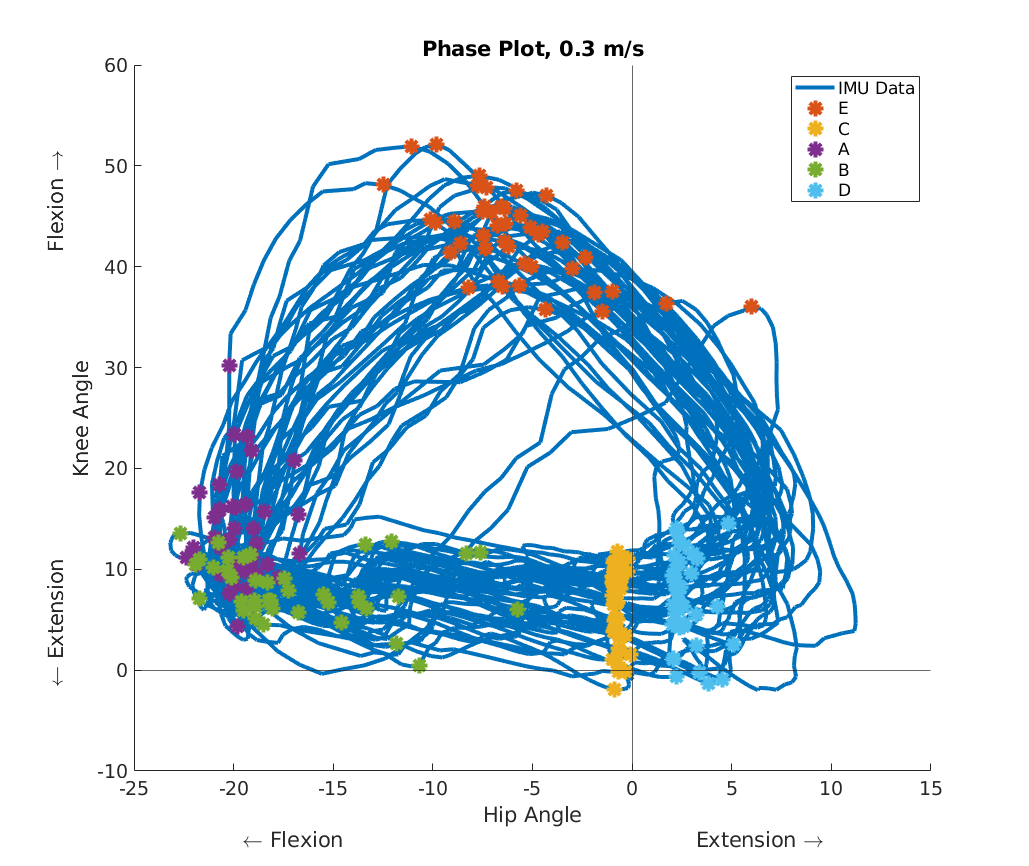 Phase Plot, 0.3 m/s
IMU Data
E
C
A
B
D
60
50
40
30
20
10
0
-10
Flexion →
Knee Angle
← Extension
-25
-20
-15
-10
-5
0
5
10
15
Hip Angle
← Flexion
Extension →